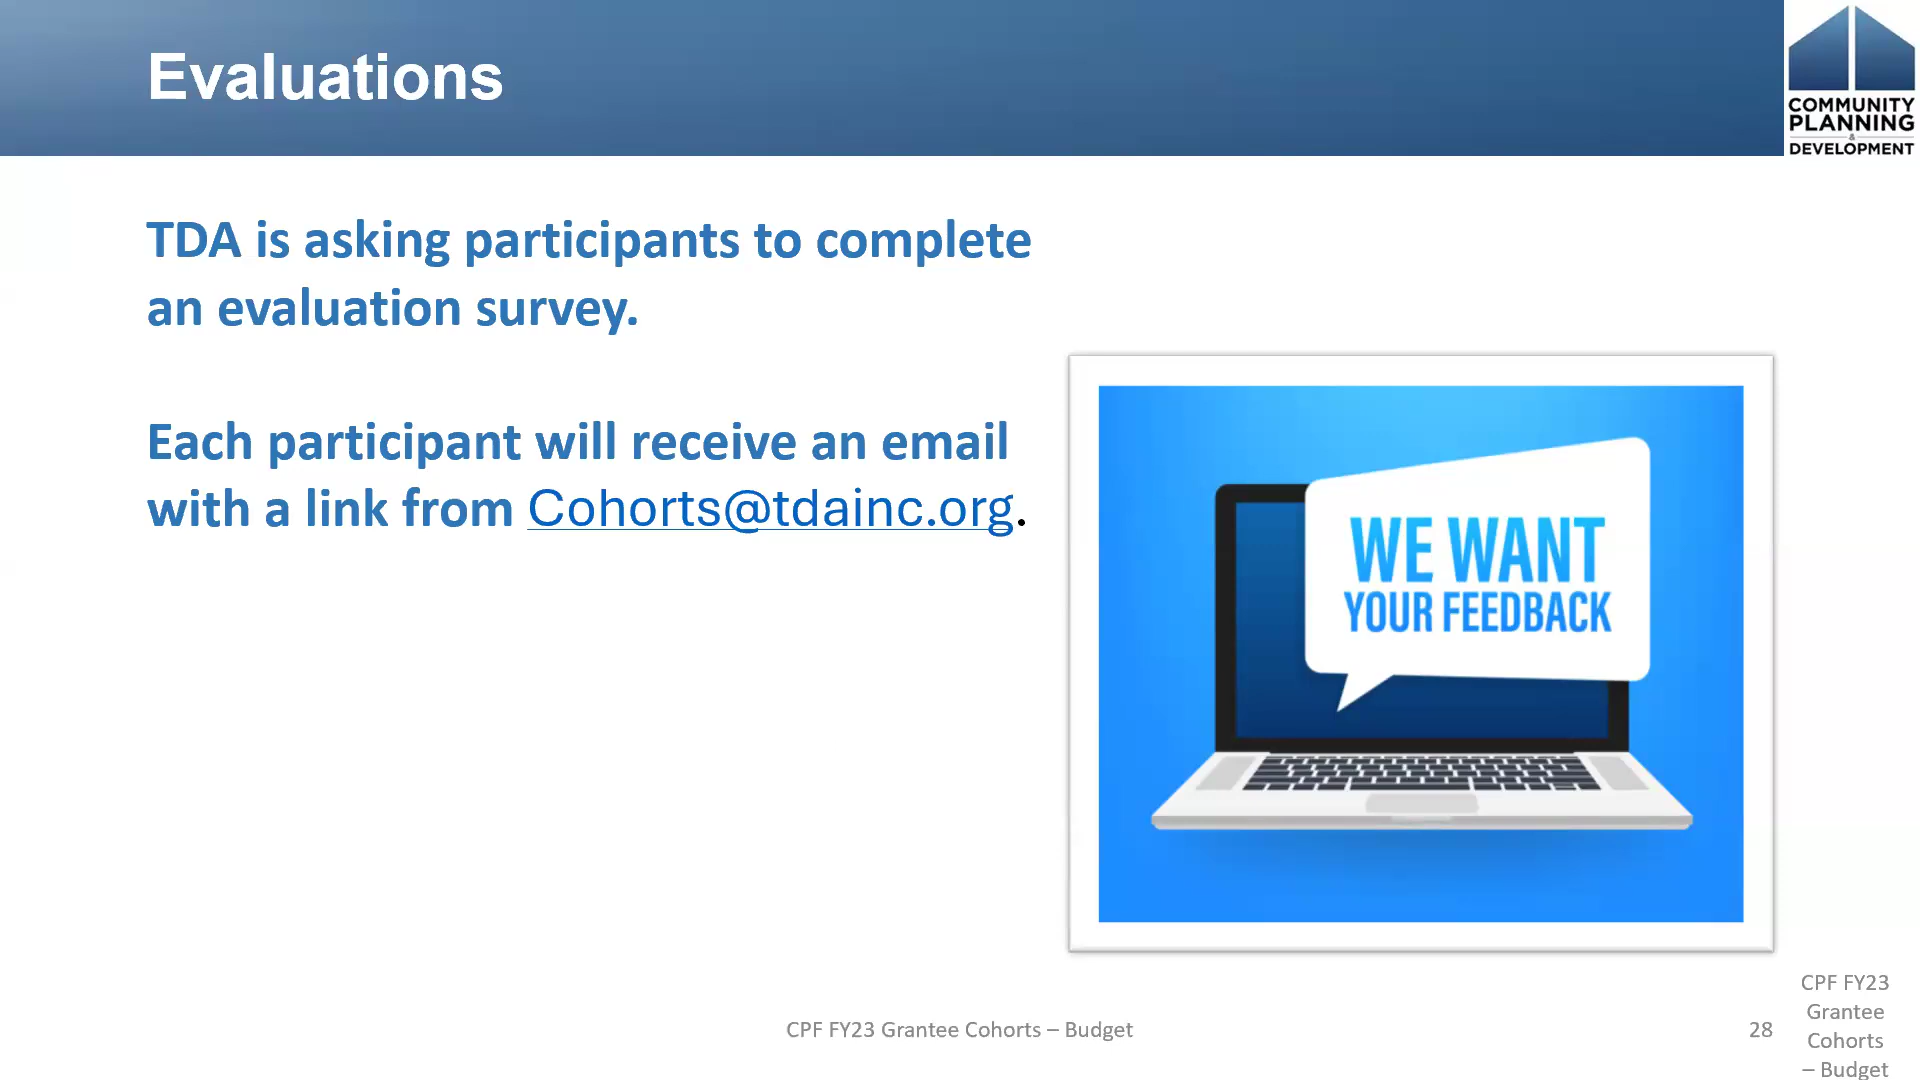 Evaluations
COMMUNITY
PLANNING
&
DEVELOPMENT
TDA is asking participants to complete
an evaluation survey.
Each participant will receive an email
with a link from Cohorts@tdainc.org.
WE WANT
YOUR FEEDBACK
CPF FY23 Grantee Cohorts – Budget
28
CPF FY23
Grantee
Cohorts
– Budget